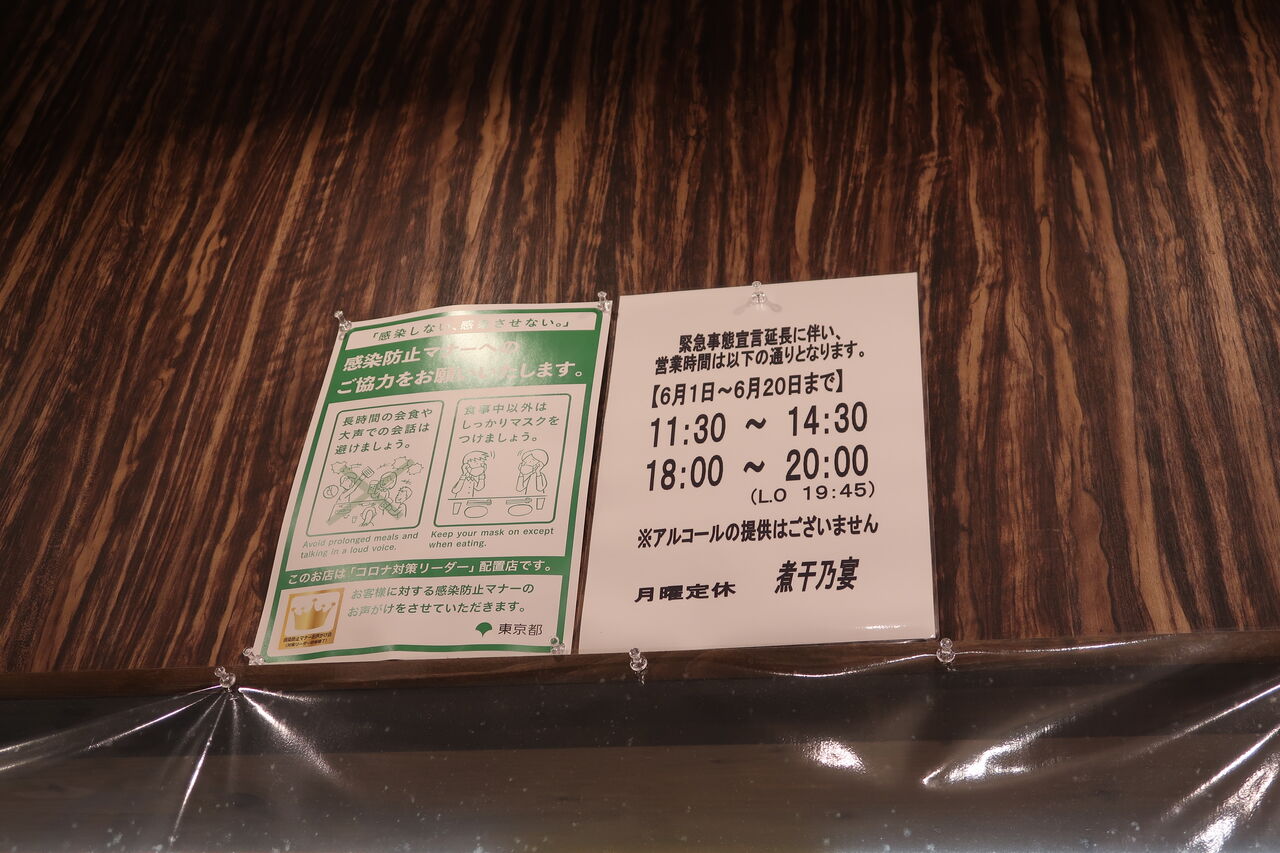 「感染しない、感染させない。」
感染防止マナーへの
ご協力をお願いいたします。
長時間の会食や
大声での会話は
避けましょう。
Avoid prolonged meals and
talking in a loud voice.
食事中以外は
しっかりマスクを
つけましょう。
Keep your mask on except
when eating.
このお店は「コロナ対策リーダー」配置店です。
お客様に対する感染防止マナーの
お声がけをさせていただきます。
東京都
緊急事態宣言延長に伴い、
営業時間は以下の通りとなります。
【6月1日～6月20日まで】
11:30 ～ 14:30
18:00 ～ 20:00
(L.O 19:45)
※アルコールの提供はございません
月曜定休 煮干乃宴